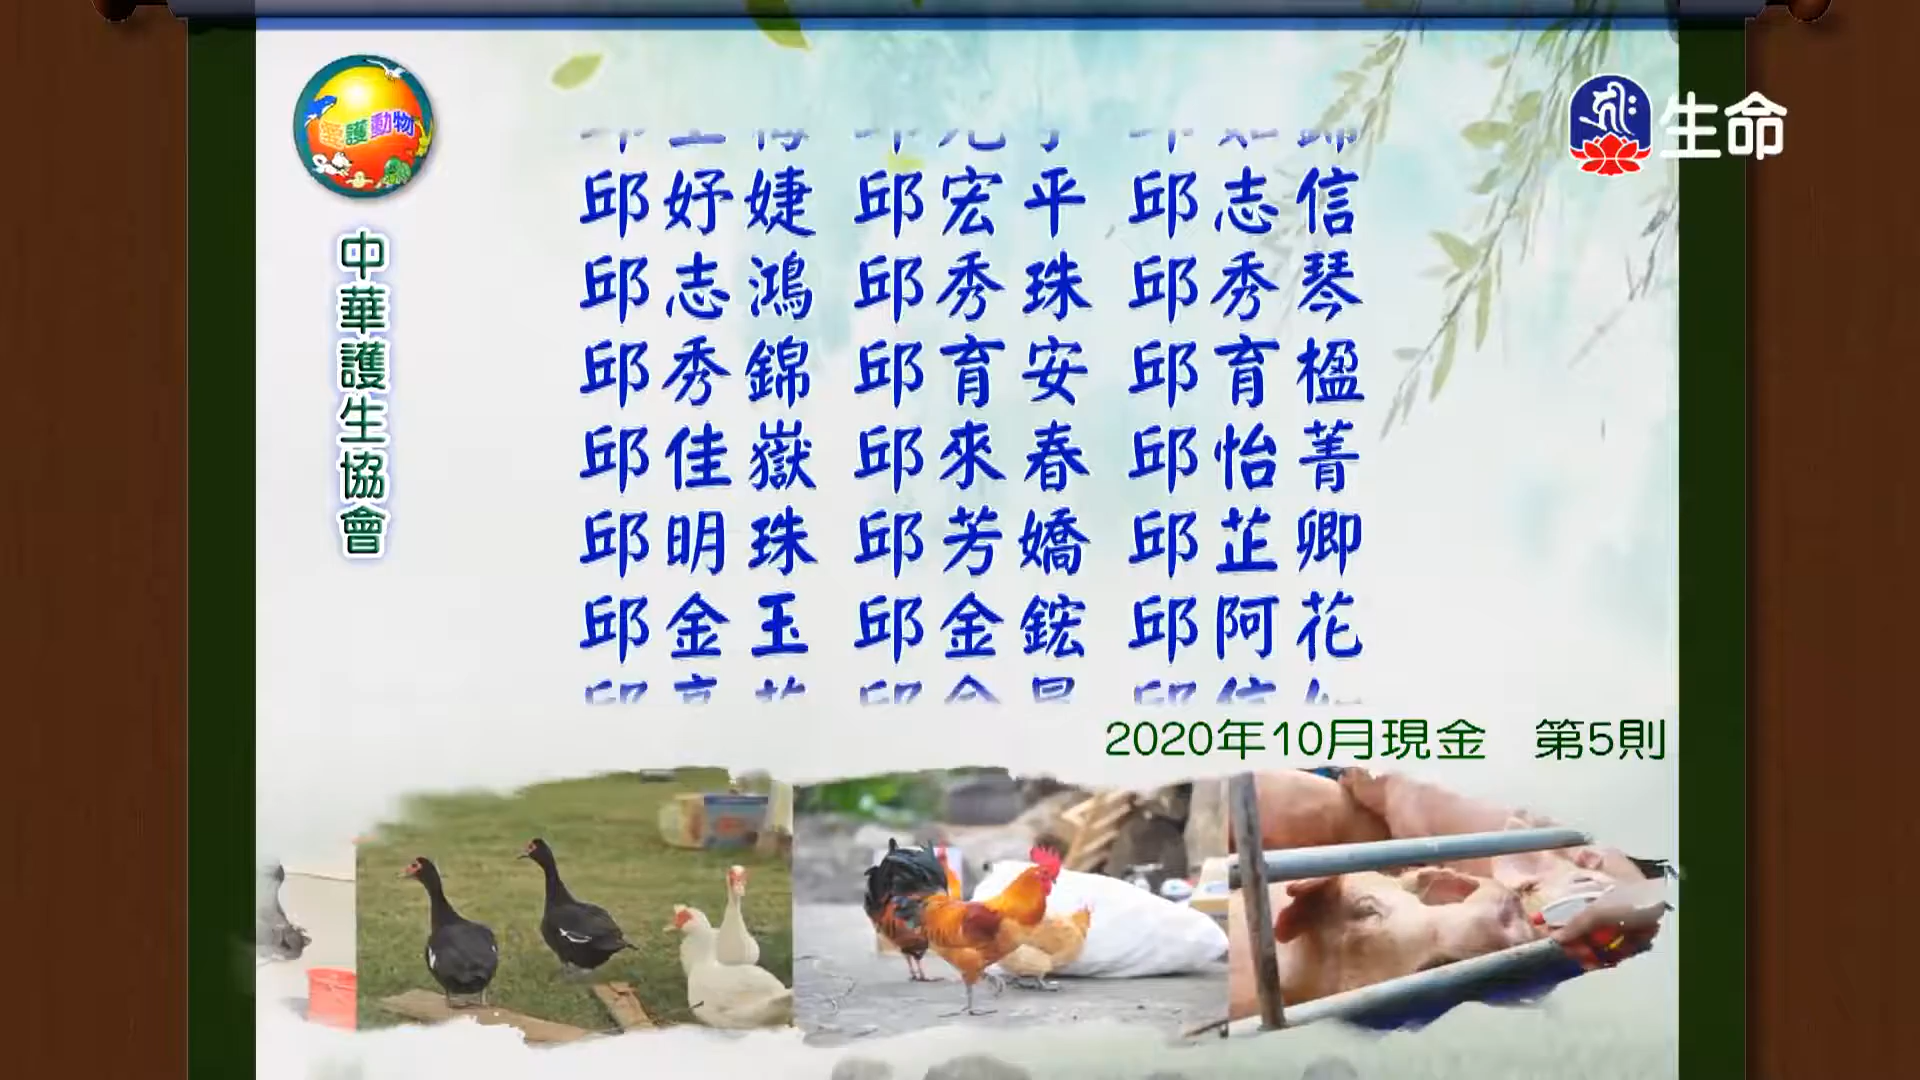 愛護動物
生命
中華護生協會
邱妤婕 邱宏平 邱志信
邱志鴻 邱秀珠 邱秀琴
邱秀錦 邱育安 邱育楹
邱佳嶽 邱來春 邱怡菁
邱明珠 邱芳嬌 邱芷卿
邱金玉 邱金鋐 邱阿花
2020年10月現金 第5則